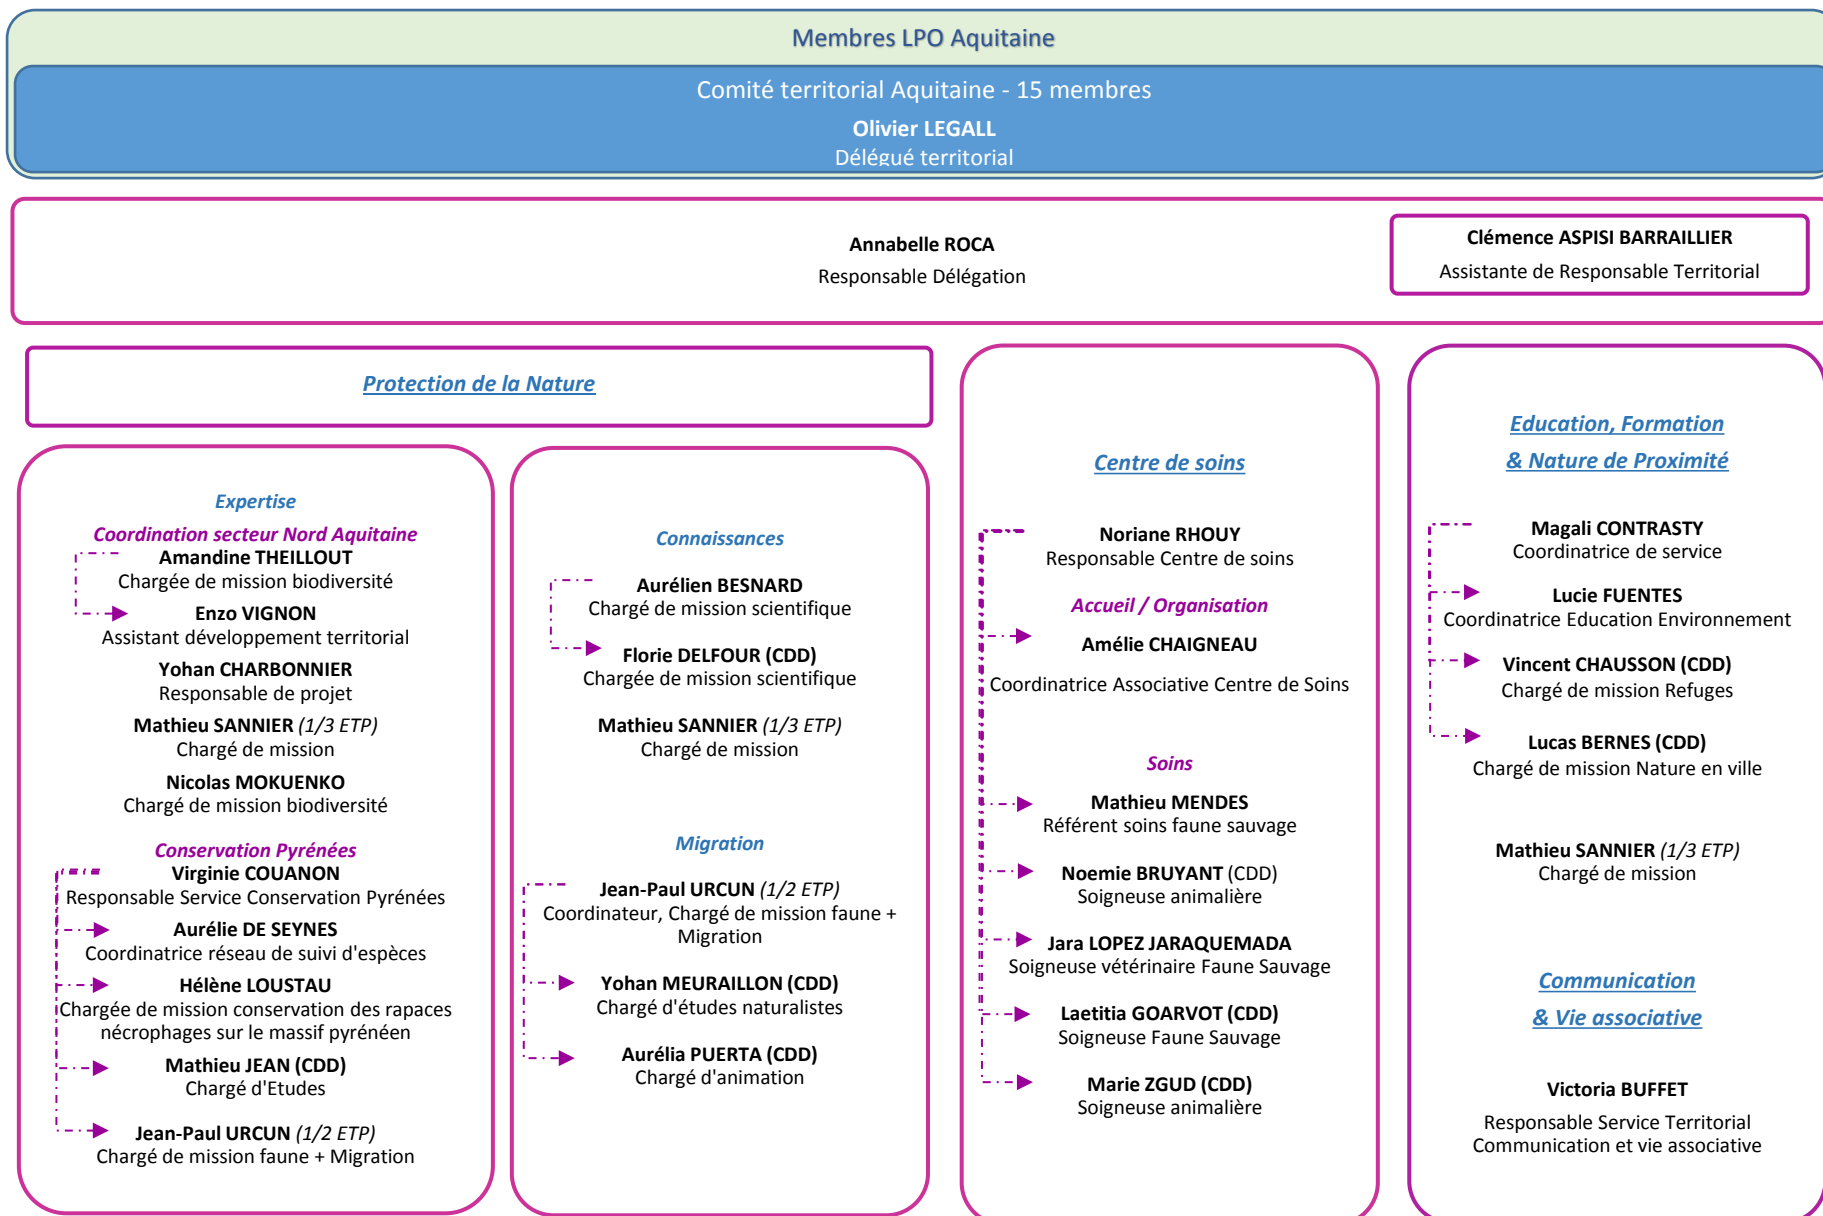 Membres LPO Aquitaine
Comité territorial Aquitaine - 15 membres
Olivier LEGALL
Délégué territorial
Annabelle ROCA
Responsable Délégation
Clémence ASPISI BARRAILLIER
Assistante de Responsable Territorial
Protection de la Nature
Expertise
Coordination secteur Nord Aquitaine
Amandine THEILLOUT
Chargée de mission biodiversité
Enzo VIGNON
Assistant développement territorial
Yohan CHARBONNIER
Responsable de projet
Mathieu SANNIER (1/3 ETP)
Chargé de mission
Nicolas MOKUENKO
Chargé de mission biodiversité
Conservation Pyrénées
Virginie COUANON
Responsable Service Conservation Pyrénées
Aurélie DE SEYNES
Coordinatrice réseau de suivi d'espèces
Hélène LOUSTAU
Chargée de mission conservation des rapaces
nécrophages sur le massif pyrénéen
Mathieu JEAN (CDD)
Chargé d'Etudes
Jean-Paul URCUN (1/2 ETP)
Chargé de mission faune + Migration
Connaissances
Aurélien BESNARD
Chargé de mission scientifique
Florie DELFOUR (CDD)
Chargée de mission scientifique
Mathieu SANNIER (1/3 ETP)
Chargé de mission
Migration
Jean-Paul URCUN (1/2 ETP)
Coordinateur, Chargé de mission faune +
Migration
Yohan MEURAILLON (CDD)
Chargé d'études naturalistes
Aurélia PUERTA (CDD)
Chargé d'animation
Centre de soins
Noriane RHOUY
Responsable Centre de soins
Accueil / Organisation
Amélie CHAIGNEAU
Coordinatrice Associative Centre de Soins
Soins
Mathieu MENDES
Référent soins faune sauvage
Noemie BRUYANT (CDD)
Soigneuse animalière
Jara LOPEZ JARAQUEMADA
Soigneuse vétérinaire Faune Sauvage
Laetitia GOARVOT (CDD)
Soigneuse Faune Sauvage
Marie ZGUD (CDD)
Soigneuse animalière
Education, Formation
& Nature de Proximité
Magali CONTRASTY
Coordinatrice de service
Lucie FUENTES
Coordinatrice Education Environnement
Vincent CHAUSSON (CDD)
Chargé de mission Refuges
Lucas BERNES (CDD)
Chargé de mission Nature en ville
Mathieu SANNIER (1/3 ETP)
Chargé de mission
Communication
& Vie associative
Victoria BUFFET
Responsable Service Territorial
Communication et vie associative